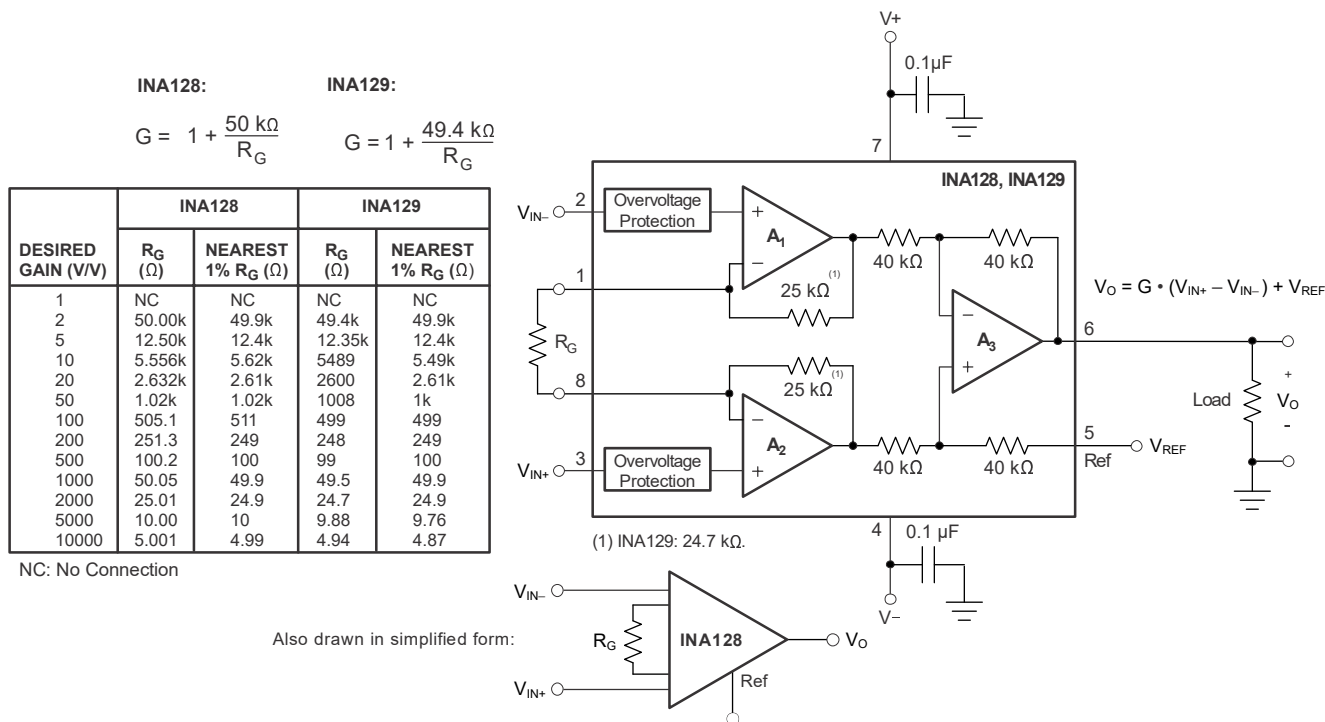 INA128:
INA129:
G = 1 + 50 kΩ / R_G
G = 1 + 49.4 kΩ / R_G
INA128 INA129
DESIRED GAIN (V/V) R_G (Ω) NEAREST 1% R_G (Ω) R_G (Ω) NEAREST 1% R_G (Ω)
1 NC NC NC NC
2 50.00k 49.9k 49.4k 49.9k
5 12.50k 12.4k 12.35k 12.4k
10 5.556k 5.62k 5489 5.49k
20 2.632k 2.61k 2600 2.61k
50 1.02k 1.02k 1008 1k
100 505.1 511 499 499
200 251.3 249 248 249
500 100.2 100 99 100
1000 50.05 49.9 49.5 49.9
2000 25.01 24.9 24.7 24.9
5000 10.00 10 9.88 9.76
10000 5.001 4.99 4.94 4.87
NC: No Connection
V+
0.1µF
7
INA128, INA129
V_IN–
2
Overvoltage
Protection
+
A_1
–
40 kΩ
40 kΩ
1
25 kΩ (1)
R_G
–
A_3
+
6
V_O = G • (V_IN+ – V_IN–) + V_REF
8
25 kΩ (1)
–
A_2
+
Load
+
V_O
-
V_IN+
3
Overvoltage
Protection
40 kΩ
40 kΩ
5
Ref
V_REF
4
0.1 µF
V–
(1) INA129: 24.7 kΩ.
Also drawn in simplified form:
V_IN–
R_G
INA128
V_O
V_IN+
Ref